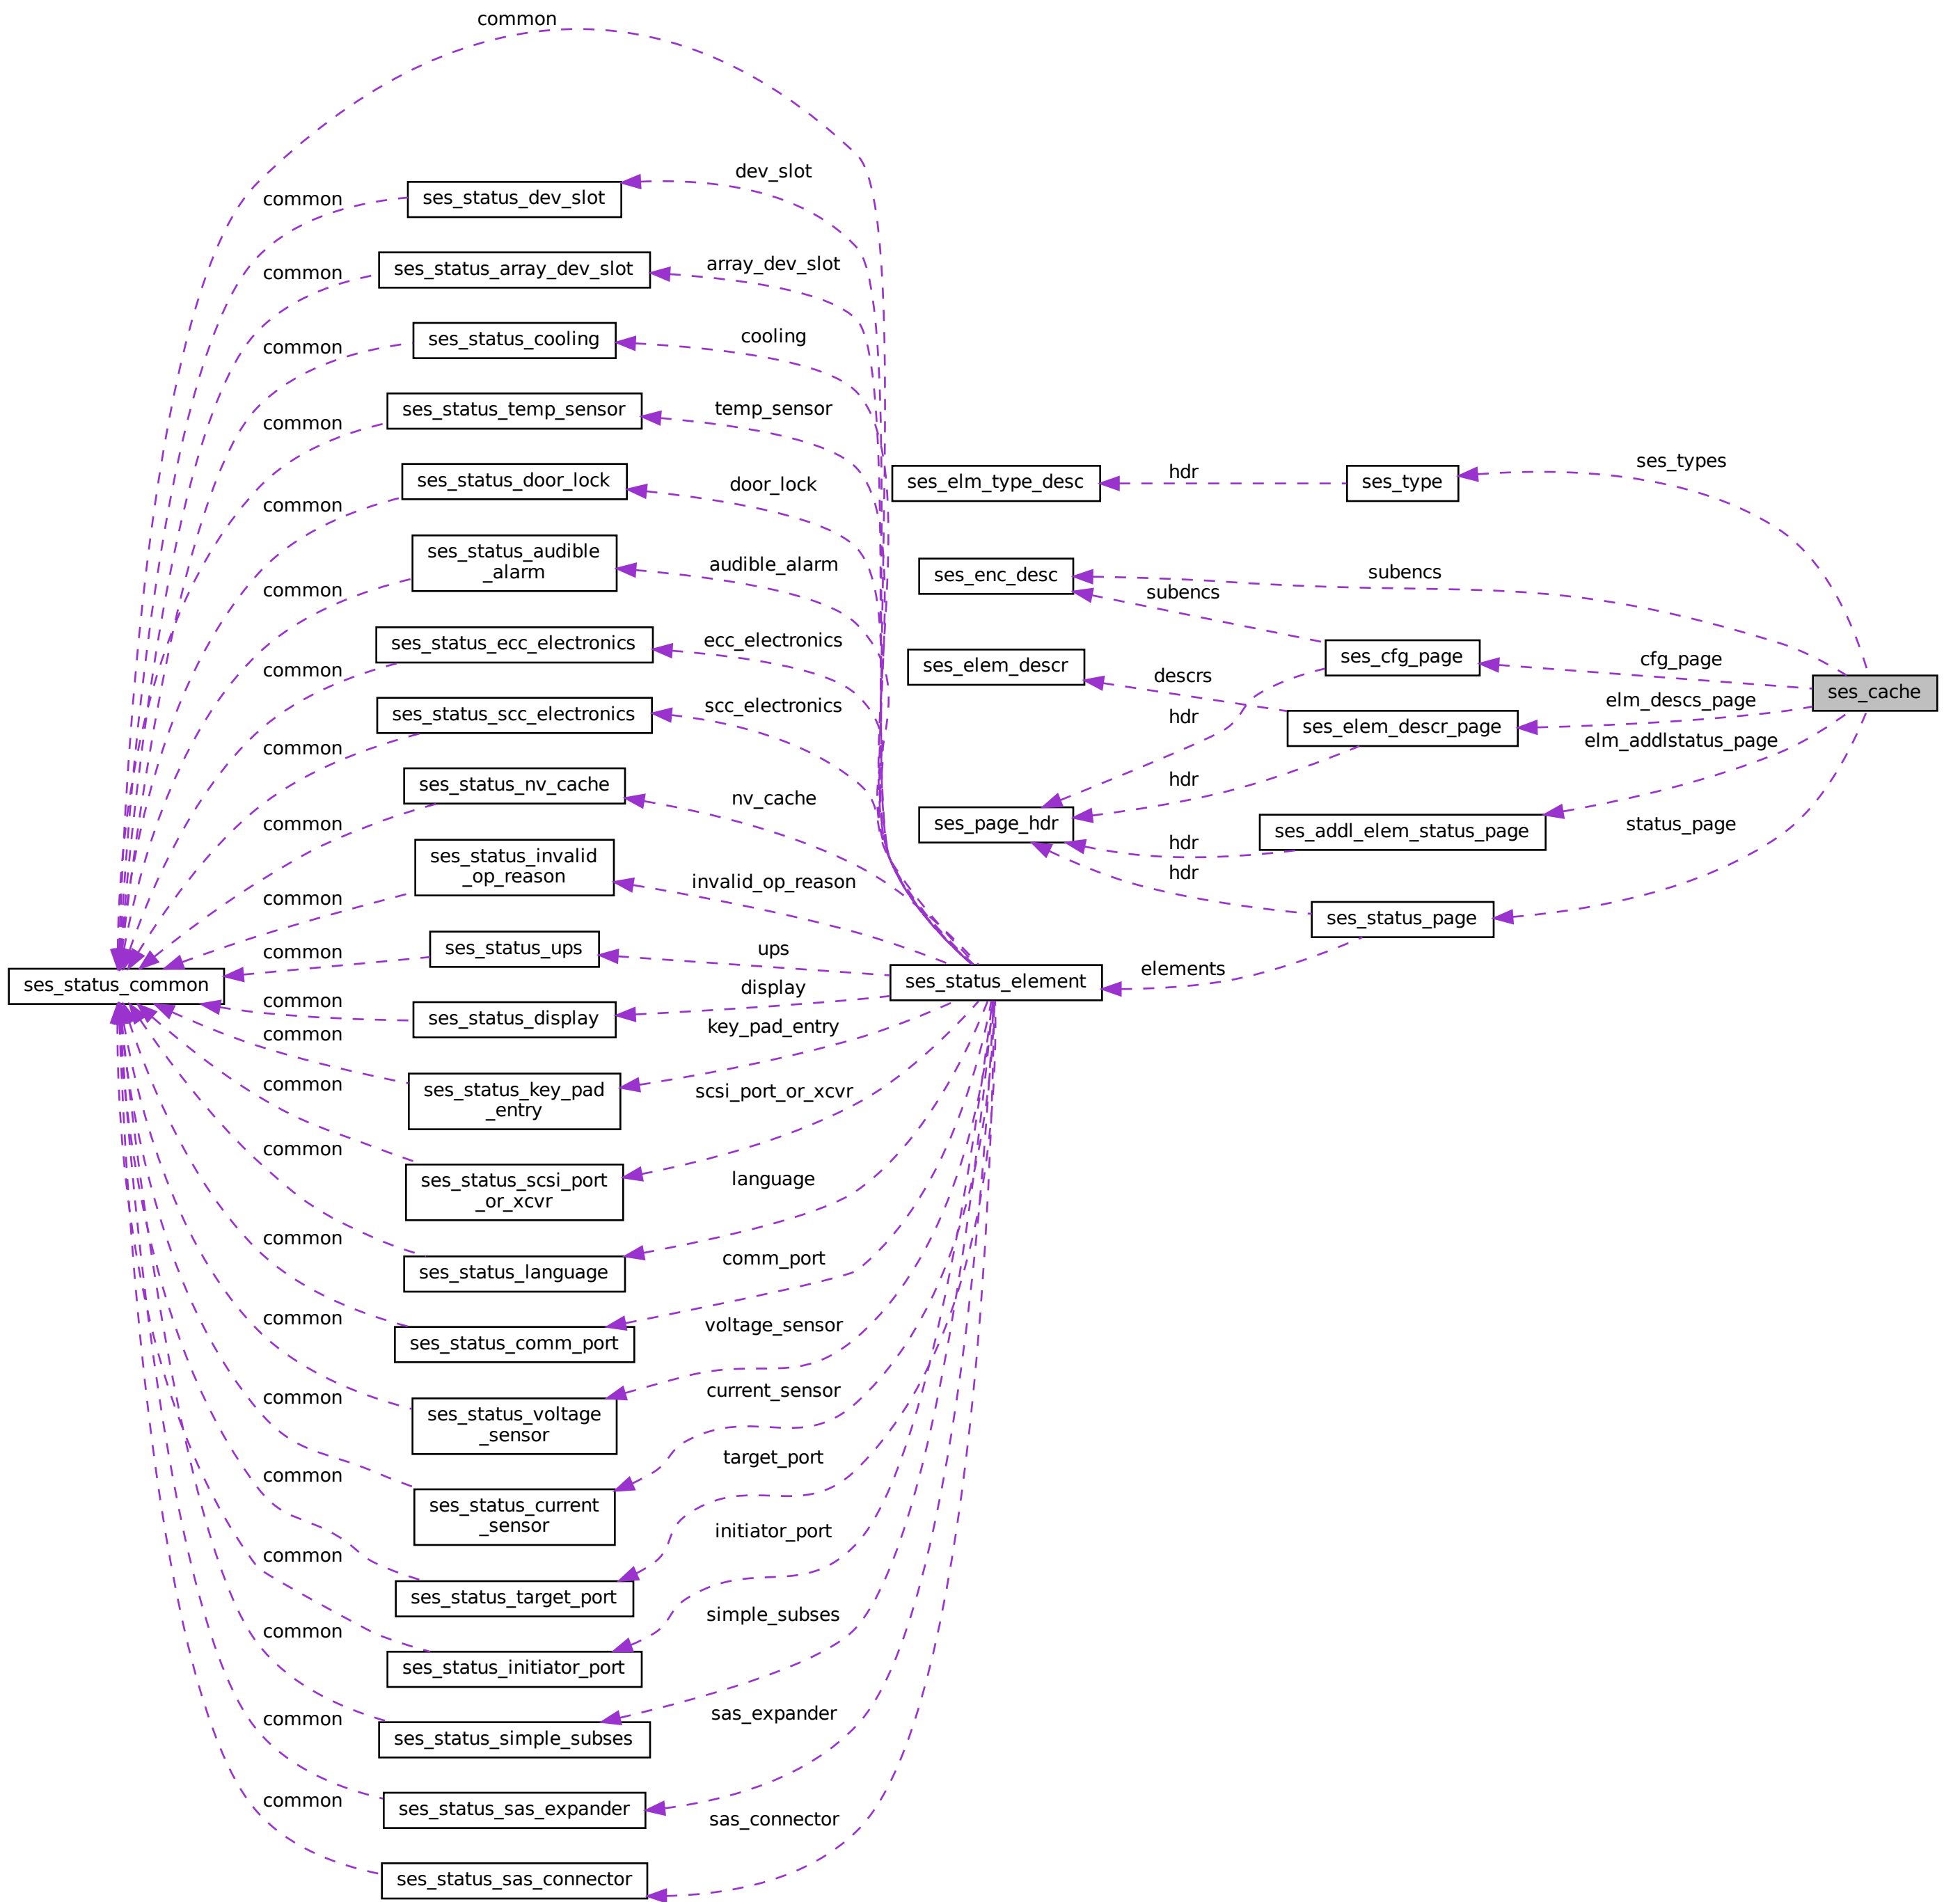 common
dev_slot
common
ses_status_dev_slot
array_dev_slot
common
ses_status_array_dev_slot
cooling
common
ses_status_cooling
temp_sensor
common
ses_status_temp_sensor
ses_types
door_lock
common
ses_status_door_lock
hdr
ses_elm_type_desc
ses_type
audible_alarm
common
ses_status_audible
_alarm
subencs
ses_enc_desc
subencs
ecc_electronics
common
ses_status_ecc_electronics
cfg_page
ses_cfg_page
ses_elem_descr
descrs
ses_cache
elm_descs_page
scc_electronics
common
ses_status_scc_electronics
hdr
ses_elem_descr_page
elm_addlstatus_page
nv_cache
common
ses_status_nv_cache
hdr
ses_page_hdr
ses_addl_elem_status_page
status_page
hdr
hdr
invalid_op_reason
common
ses_status_invalid
_op_reason
ses_status_page
ups
common
ses_status_ups
elements
ses_status_common
ses_status_element
display
common
ses_status_display
key_pad_entry
common
ses_status_key_pad
_entry
scsi_port_or_xcvr
common
ses_status_scsi_port
_or_xcvr
language
common
ses_status_language
comm_port
common
ses_status_comm_port
voltage_sensor
common
ses_status_voltage
_sensor
current_sensor
common
ses_status_current
_sensor
target_port
common
ses_status_target_port
initiator_port
common
ses_status_initiator_port
simple_subses
common
ses_status_simple_subses
sas_expander
common
ses_status_sas_expander
sas_connector
common
ses_status_sas_connector